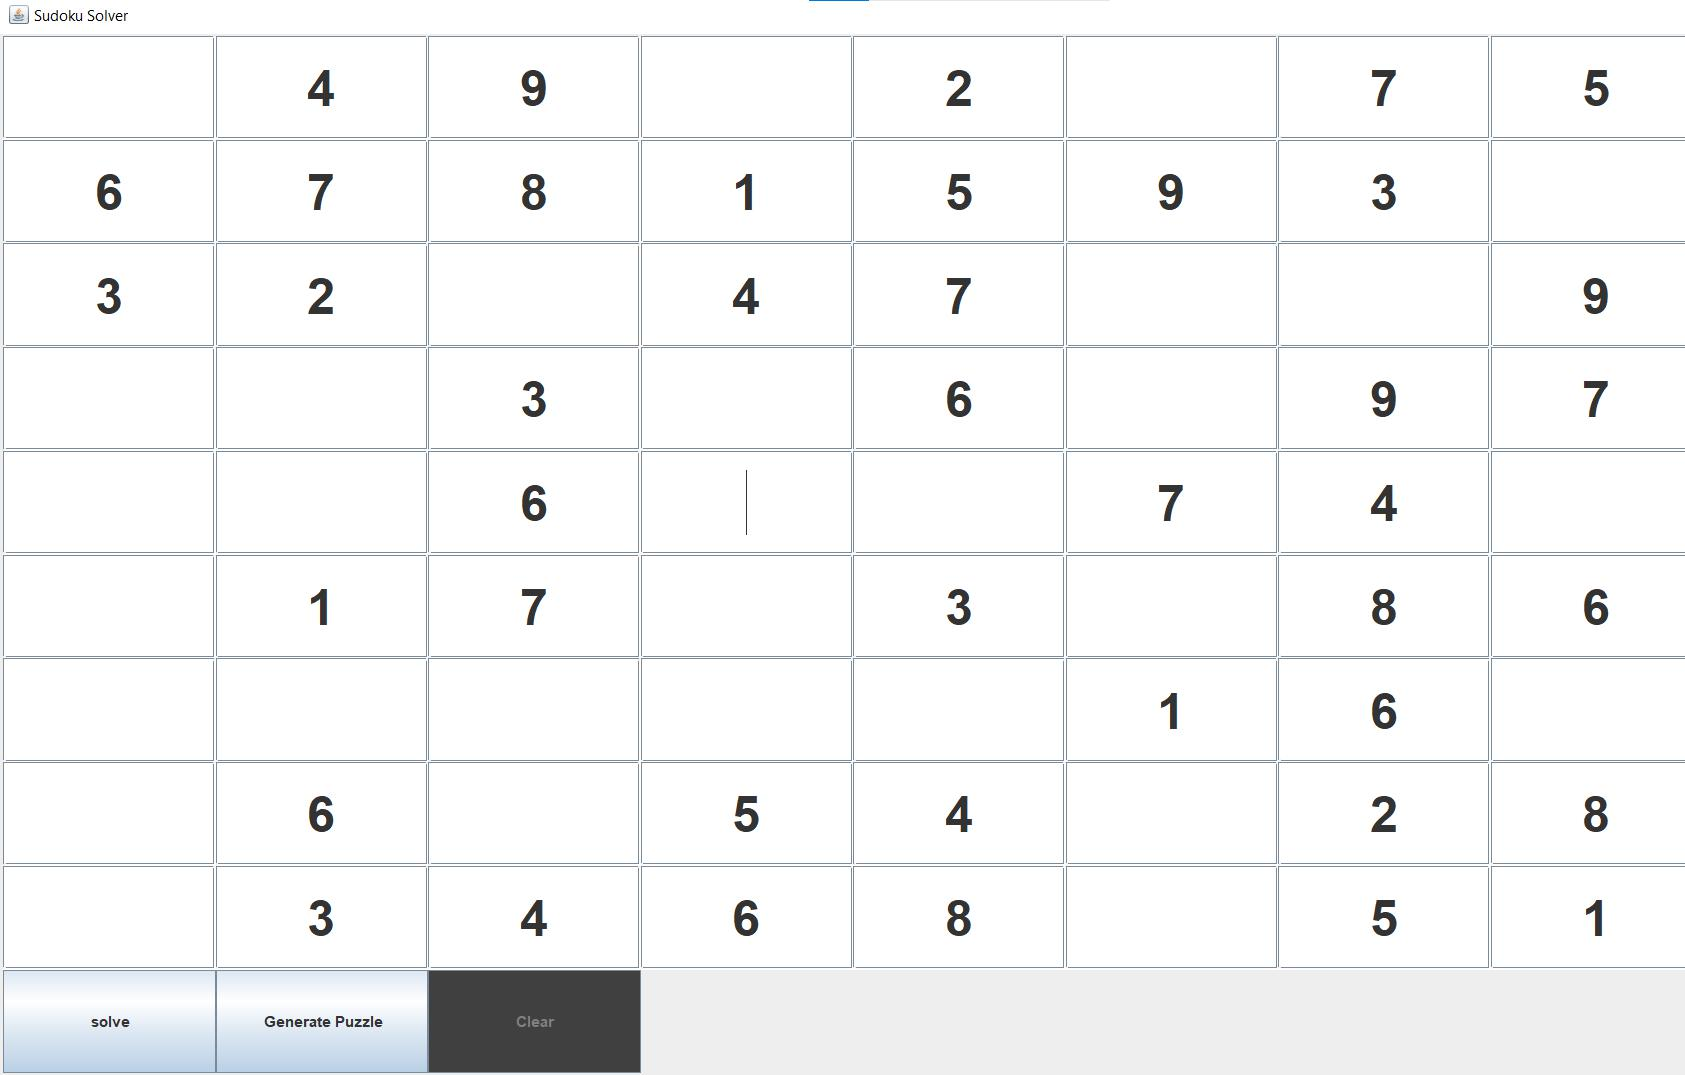 Sudoku Solver
4 9 2 7 5
6 7 8 1 5 9 3
3 2 4 7 9
3 6 9 7
6 7 4
1 7 3 8 6
1 6
6 5 4 2 8
3 4 6 8 5 1
solve Generate Puzzle Clear